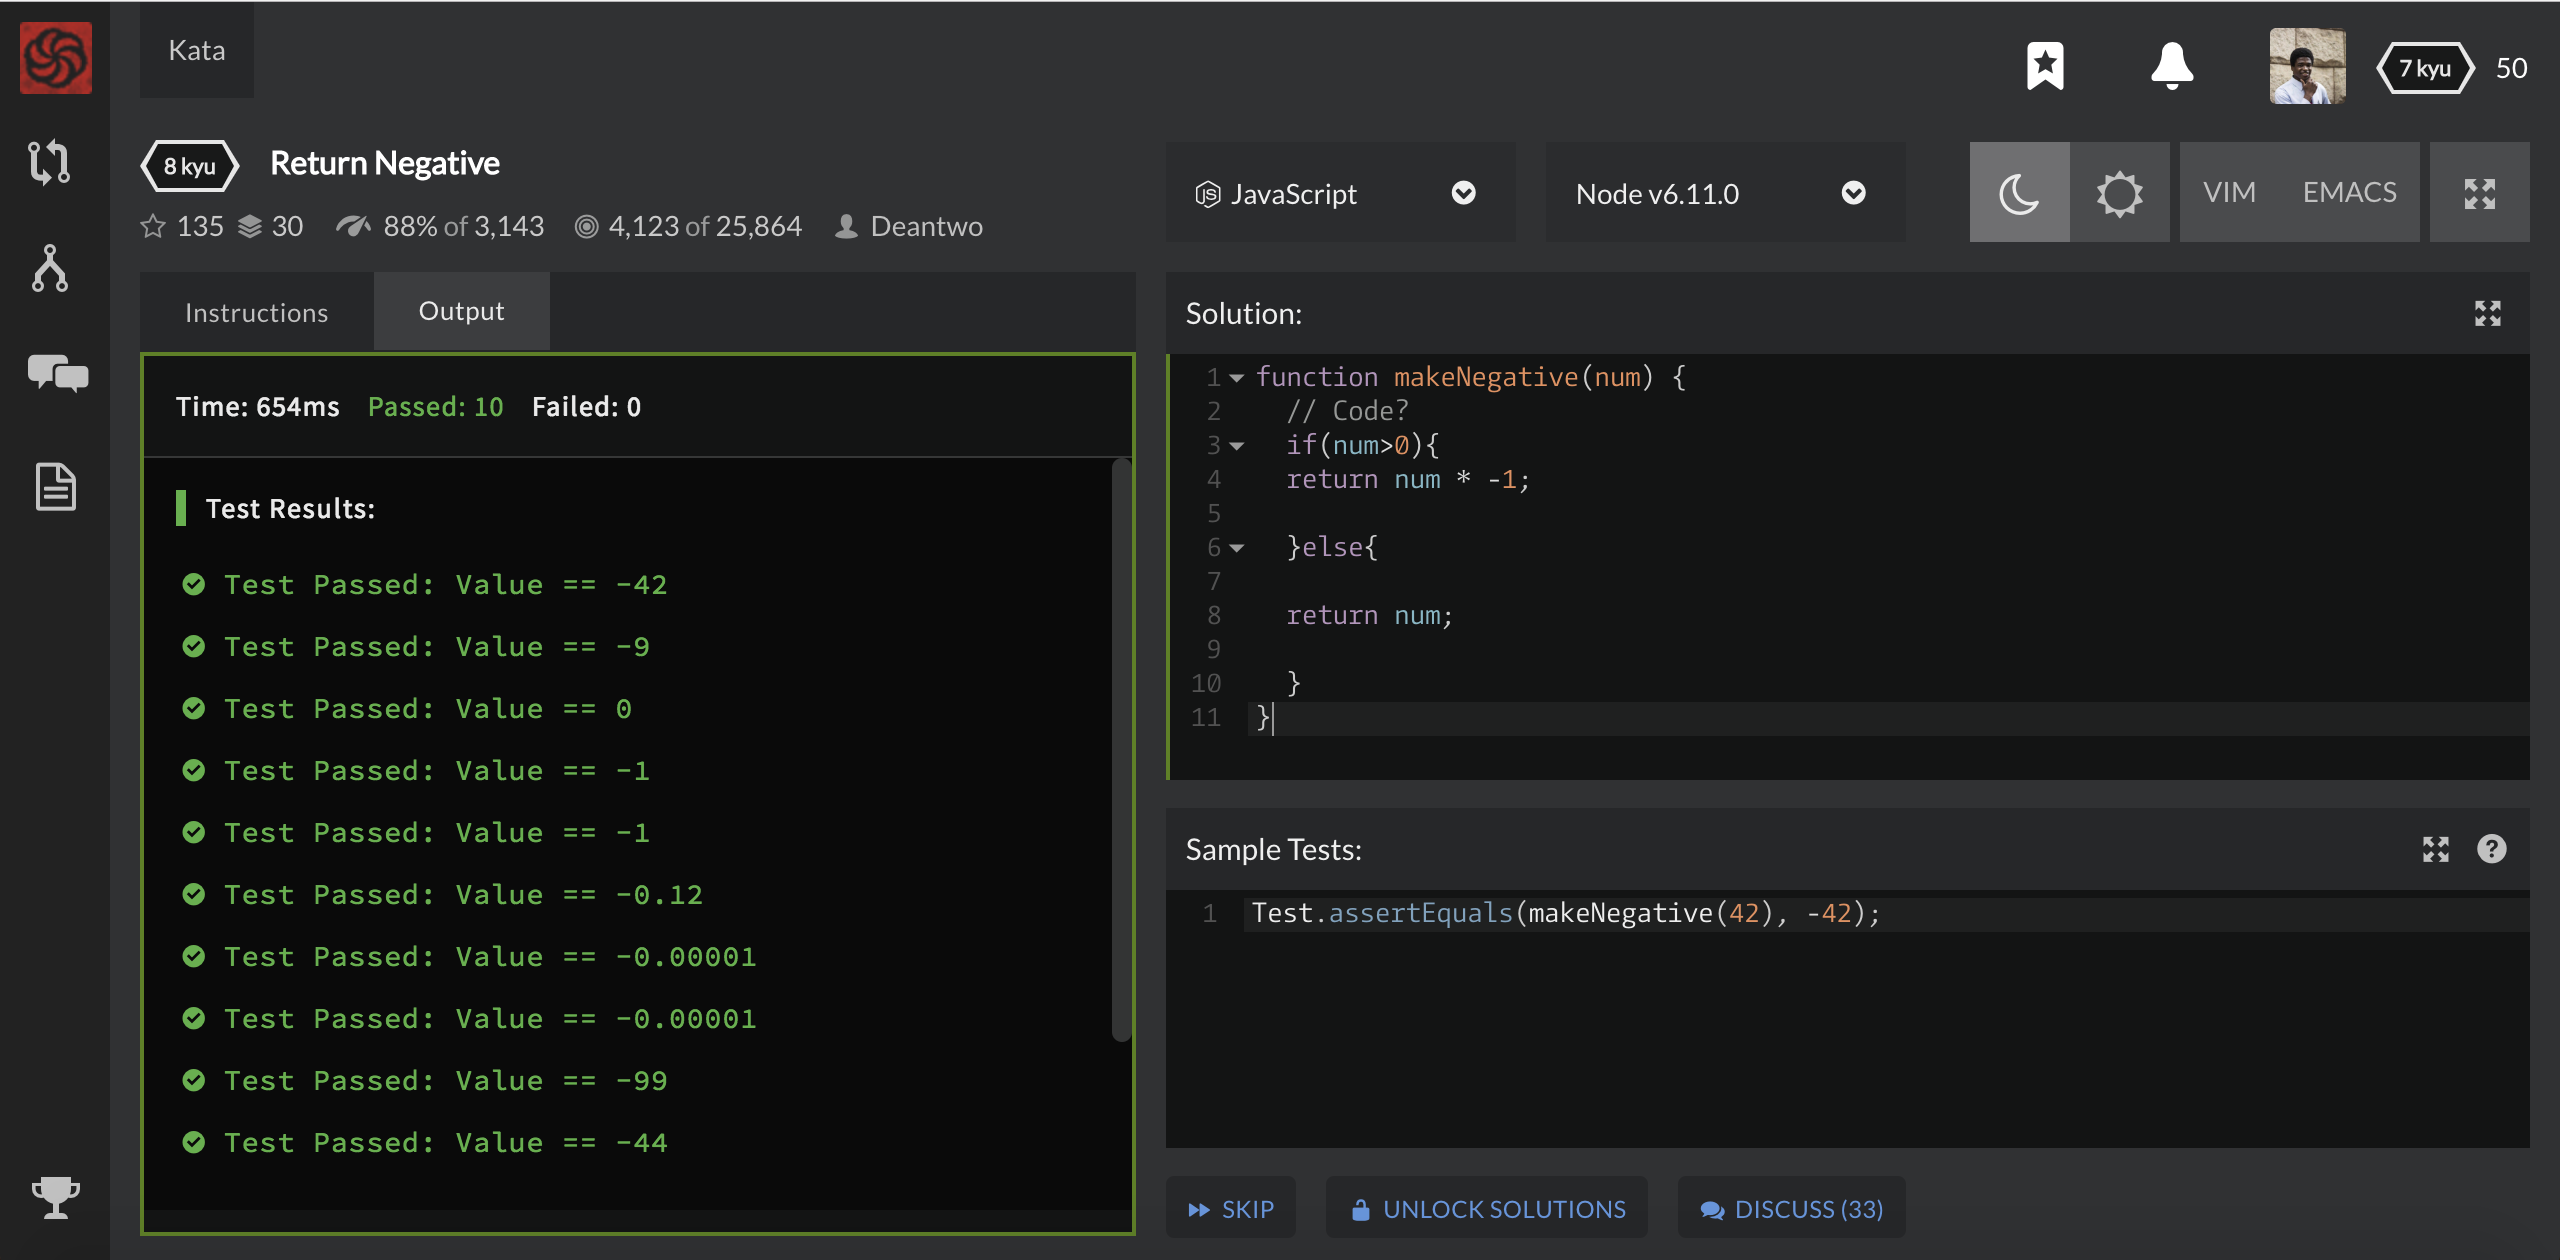 Kata
7 kyu 50
8 kyu Return Negative
135 30 88% of 3,143 4,123 of 25,864 Deantwo
JavaScript
Node v6.11.0
VIM EMACS
Instructions Output
Time: 654ms Passed: 10 Failed: 0
Test Results:
Test Passed: Value == -42
Test Passed: Value == -9
Test Passed: Value == 0
Test Passed: Value == -1
Test Passed: Value == -1
Test Passed: Value == -0.12
Test Passed: Value == -0.00001
Test Passed: Value == -0.00001
Test Passed: Value == -99
Test Passed: Value == -44
Solution:
1 function makeNegative(num) {
2 // Code?
3 if(num>0){
4 return num * -1;
5
6 }else{
7
8 return num;
9
10 }
11 }
Sample Tests:
1 Test.assertEquals(makeNegative(42), -42);
SKIP UNLOCK SOLUTIONS DISCUSS (33)